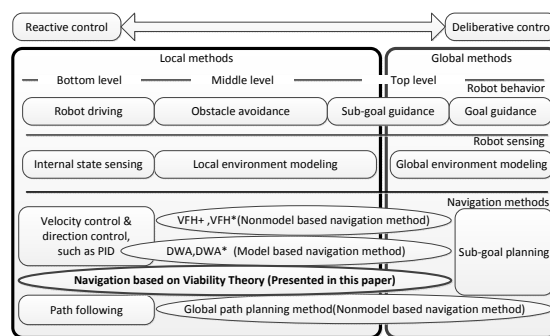 Reactive control
Deliberative control
Local methods
Global methods
Bottom level
Middle level
Top level
Robot behavior
Robot driving
Obstacle avoidance
Sub-goal guidance
Goal guidance
Robot sensing
Internal state sensing
Local environment modeling
Global environment modeling
Navigation methods
Velocity control &
direction control,
such as PID
VFH+ ,VFH*(Nonmodel based navigation method)
DWA,DWA* (Model based navigation method)
Sub-goal planning
Navigation based on Viability Theory (Presented in this paper)
Path following
Global path planning method(Nonmodel based navigation method)